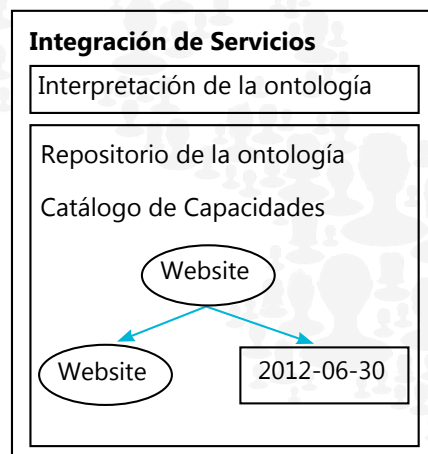 Integración de Servicios
Interpretación de la ontología
Repositorio de la ontología
Catálogo de Capacidades
Website
Website
2012-06-30